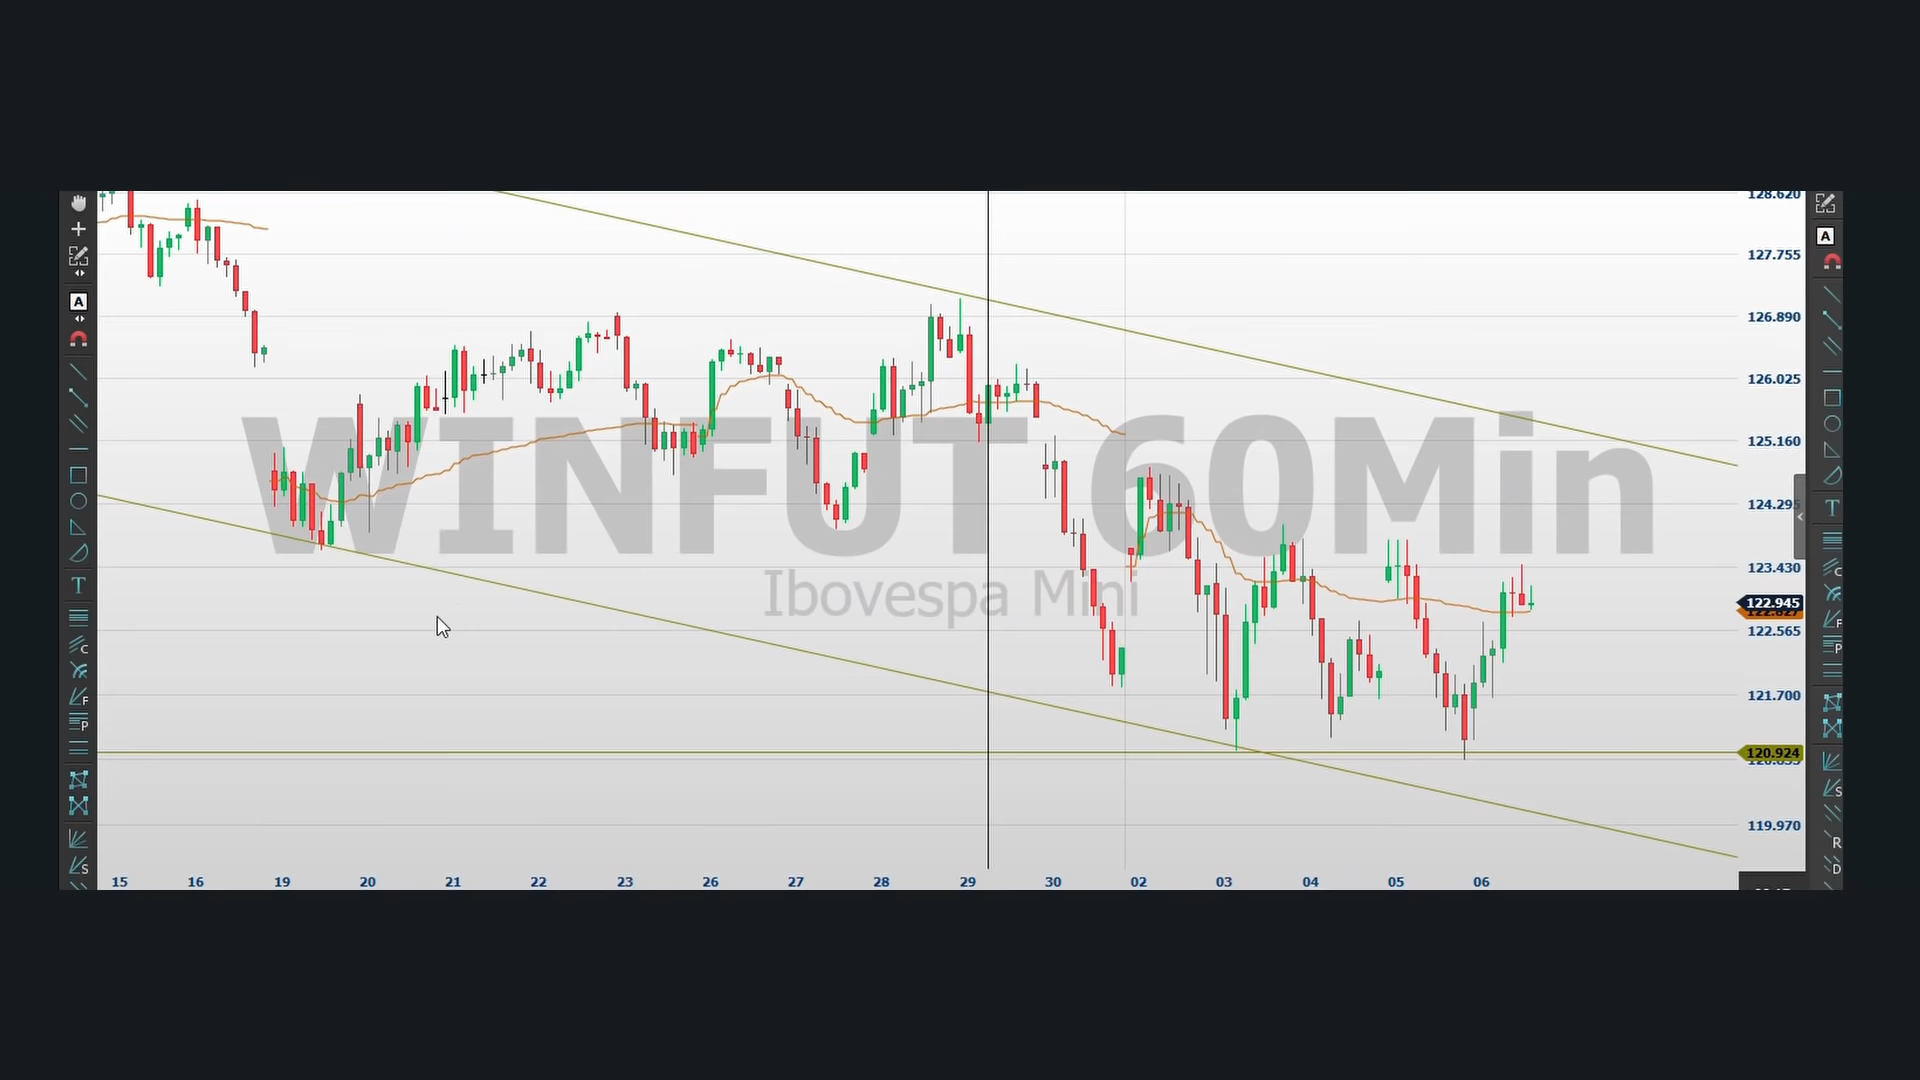 WINFUT 60Min
Ibovespa Mini
128.620
127.755
126.890
126.025
125.160
124.295
123.430
122.945
122.565
121.700
120.924
119.970
15 16 19 20 21 22 23 26 27 28 29 30 02 03 04 05 06
A
T
C
F
P
S
A
T
C
F
P
S
R
D